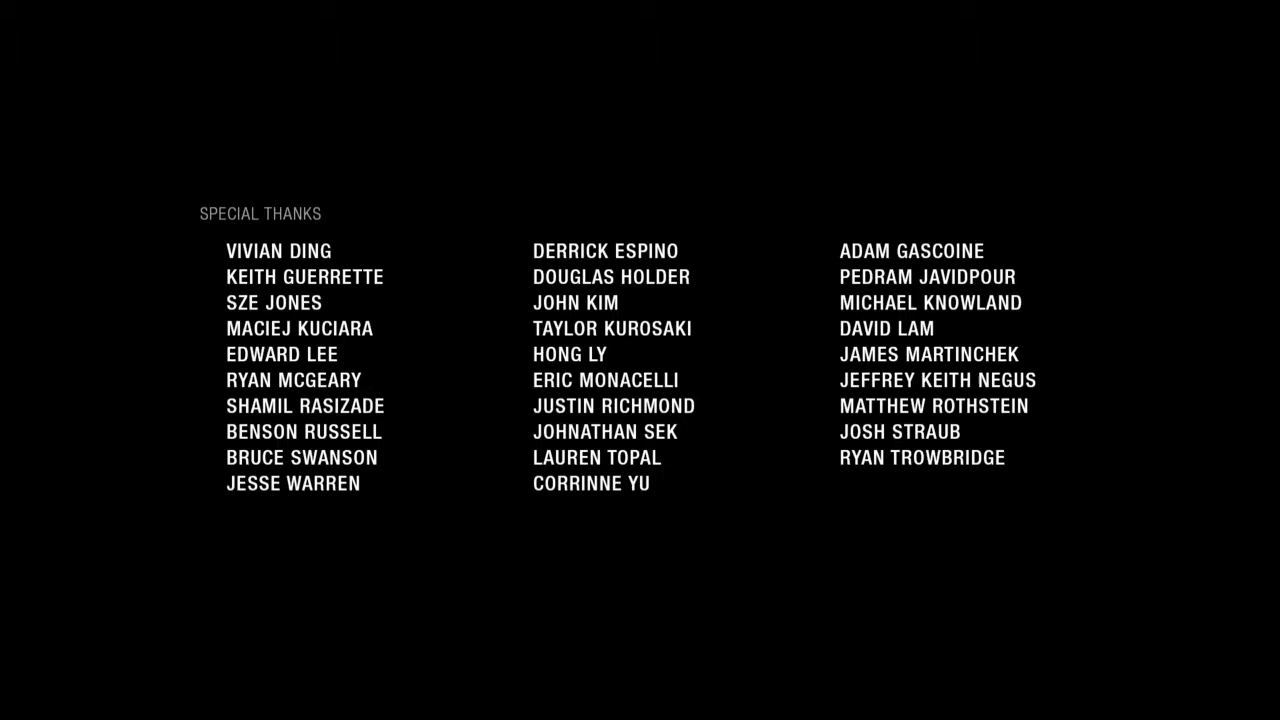 SPECIAL THANKS
VIVIAN DING
KEITH GUERRETTE
SZE JONES
MACIEJ KUCIARA
EDWARD LEE
RYAN MCGEARY
SHAMIL RASIZADE
BENSON RUSSELL
BRUCE SWANSON
JESSE WARREN
DERRICK ESPINO
DOUGLAS HOLDER
JOHN KIM
TAYLOR KUROSAKI
HONG LY
ERIC MONACELLI
JUSTIN RICHMOND
JOHNATHAN SEK
LAUREN TOPAL
CORRINNE YU
ADAM GASCOINE
PEDRAM JAVIDPOUR
MICHAEL KNOWLAND
DAVID LAM
JAMES MARTINCHEK
JEFFREY KEITH NEGUS
MATTHEW ROTHSTEIN
JOSH STRAUB
RYAN TROWBRIDGE